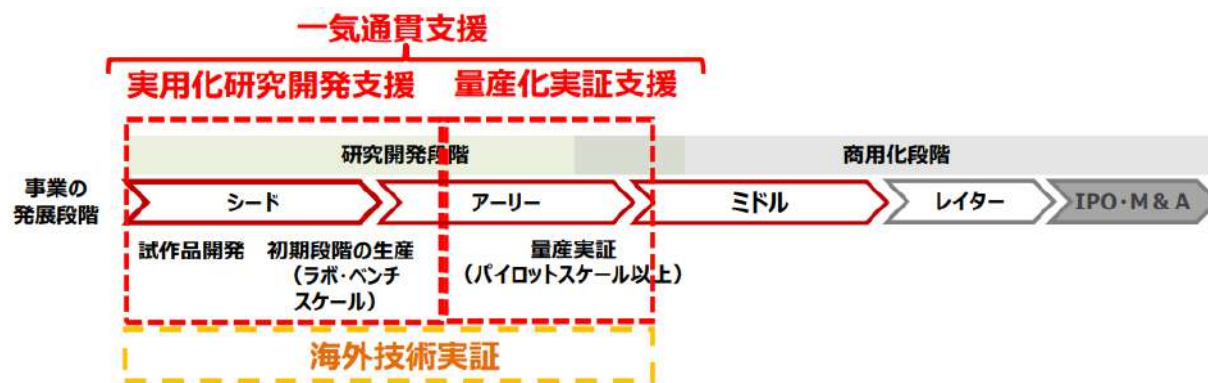 一気通貫支援
実用化研究開発支援
量産化実証支援
研究開発段階
商用化段階
事業の
発展段階
シード
アーリー
ミドル
レイター
IPO・M & A
試作品開発
初期段階の生産
(ラボ・ベンチ
スケール)
量産実証
(パイロットスケール以上)
海外技術実証